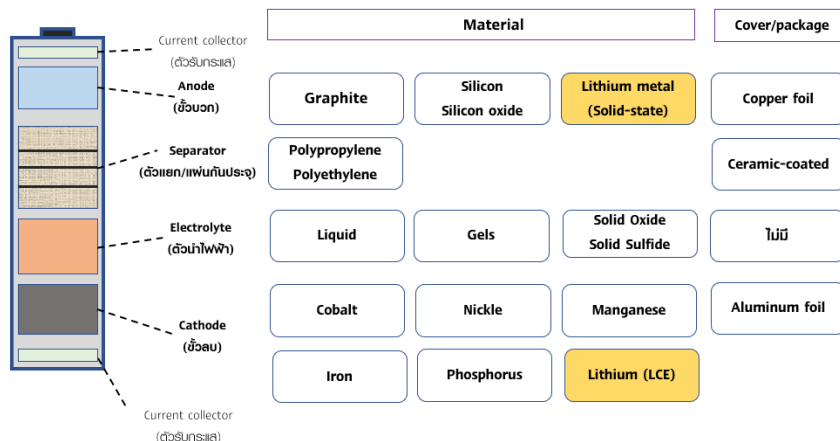 Material
Cover/package
Current collector
(ตัวรับกระแส)
Anode
(ขั้วบวก)
Graphite
Silicon
Silicon oxide
Lithium metal
(Solid-state)
Copper foil
Separator
(ตัวแยก/แผ่นกันประจุ)
Polypropylene
Polyethylene
Ceramic-coated
Electrolyte
(ตัวนำไฟฟ้า)
Liquid
Gels
Solid Oxide
Solid Sulfide
ไม่มี
Cathode
(ขั้วลบ)
Cobalt
Nickle
Manganese
Aluminum foil
Iron
Phosphorus
Lithium (LCE)
Current collector
(ตัวรับกระแส)